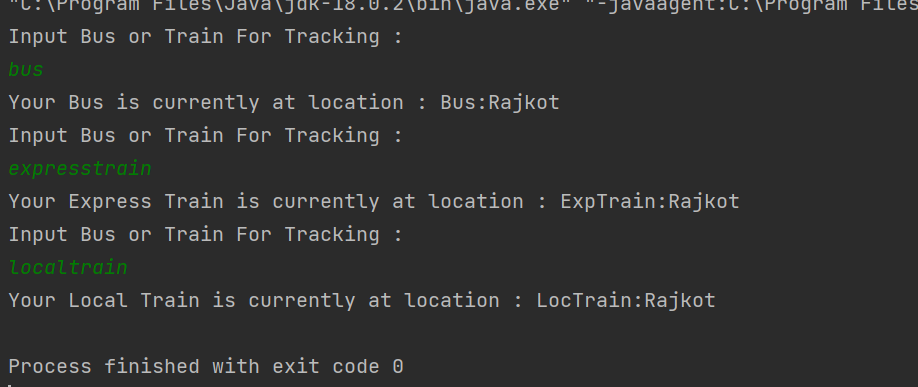 "C:\Program Files\Java\jdk-18.0.2\bin\java.exe" "-javaagent:C:\Program Files
Input Bus or Train For Tracking :
bus
Your Bus is currently at location : Bus:Rajkot
Input Bus or Train For Tracking :
expresstrain
Your Express Train is currently at location : ExpTrain:Rajkot
Input Bus or Train For Tracking :
localtrain
Your Local Train is currently at location : LocTrain:Rajkot
Process finished with exit code 0